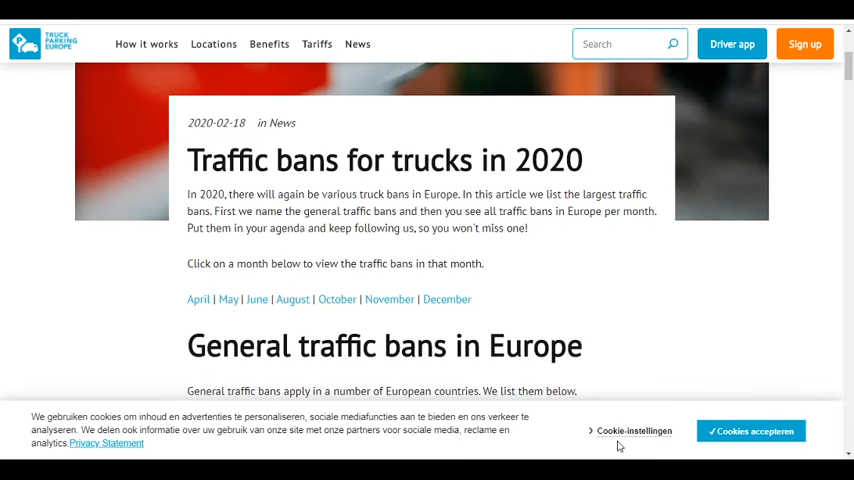 TRUCK
PARKING
EUROPE
How it works Locations Benefits Tariffs News
Search
Driver app
Sign up
2020-02-18 in News
Traffic bans for trucks in 2020
In 2020, there will again be various truck bans in Europe. In this article we list the largest traffic
bans. First we name the general traffic bans and then you see all traffic bans in Europe per month.
Put them in your agenda and keep following us, so you won't miss one!
Click on a month below to view the traffic bans in that month.
April | May | June | August | October | November | December
General traffic bans in Europe
General traffic bans apply in a number of European countries. We list them below.
We gebruiken cookies om inhoud en advertenties te personaliseren, sociale mediafuncties aan te bieden en ons verkeer te
analyseren. We delen ook informatie over uw gebruik van onze site met onze partners voor sociale media, reclame en
analytics.Privacy Statement
Cookie-instellingen
✓Cookies accepteren